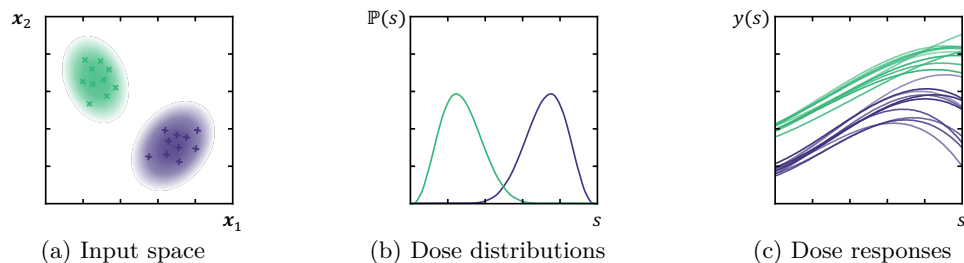 x₂
x₁
(a) Input space
ℙ(s)
s
(b) Dose distributions
y(s)
s
(c) Dose responses